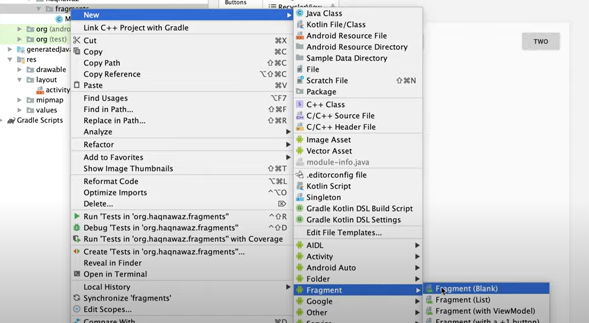 fragments
org (andro
org (test)
generatedJava
res
drawable
layout
activity
mipmap
values
Gradle Scripts
Buttons
TWO
New
Link C++ Project with Gradle
Cut ⌘X
Copy ⌘C
Copy Path ⇧⌘C
Copy Reference ⌥⇧⌘C
Paste ⌘V
Find Usages ⌥F7
Find in Path... ⇧⌘F
Replace in Path... ⇧⌘R
Analyze
Refactor
Add to Favorites
Show Image Thumbnails ⇧⌘T
Reformat Code ⌥⌘L
Optimize Imports ^⌥O
Delete... ⌦
Run 'Tests in 'org.haqnawaz.fragments'' ^⇧R
Debug 'Tests in 'org.haqnawaz.fragments'' ^⇧D
Run 'Tests in 'org.haqnawaz.fragments'' with Coverage
Create 'Tests in 'org.haqnawaz.fragments''...
Reveal in Finder
Open in Terminal
Local History
Synchronize 'fragments'
Edit Scopes...
Compare With
Java Class
Kotlin File/Class
Android Resource File
Android Resource Directory
Sample Data Directory
File
Scratch File ⇧⌘N
Package
C++ Class
C/C++ Source File
C/C++ Header File
Image Asset
Vector Asset
module-info.java
.editorconfig file
Kotlin Script
Singleton
Gradle Kotlin DSL Build Script
Gradle Kotlin DSL Settings
Edit File Templates...
AIDL
Activity
Android Auto
Folder
Fragment
Google
Other
Fragment (Blank)
Fragment (List)
Fragment (with ViewModel)
Fragment (with a +1 button)